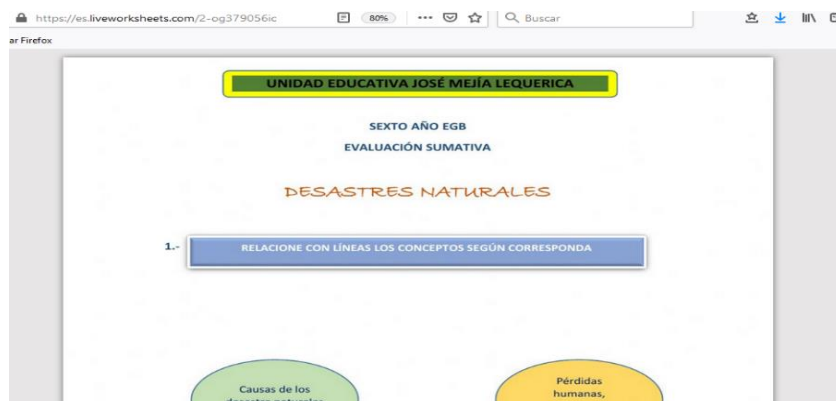 https://es.liveworksheets.com/2-og379056ic 80% Buscar
ar Firefox
UNIDAD EDUCATIVA JOSÉ MEJÍA LEQUERICA
SEXTO AÑO EGB
EVALUACIÓN SUMATIVA
DESASTRES NATURALES
1.- RELACIONE CON LÍNEAS LOS CONCEPTOS SEGÚN CORRESPONDA
Causas de los
Pérdidas
humanas,